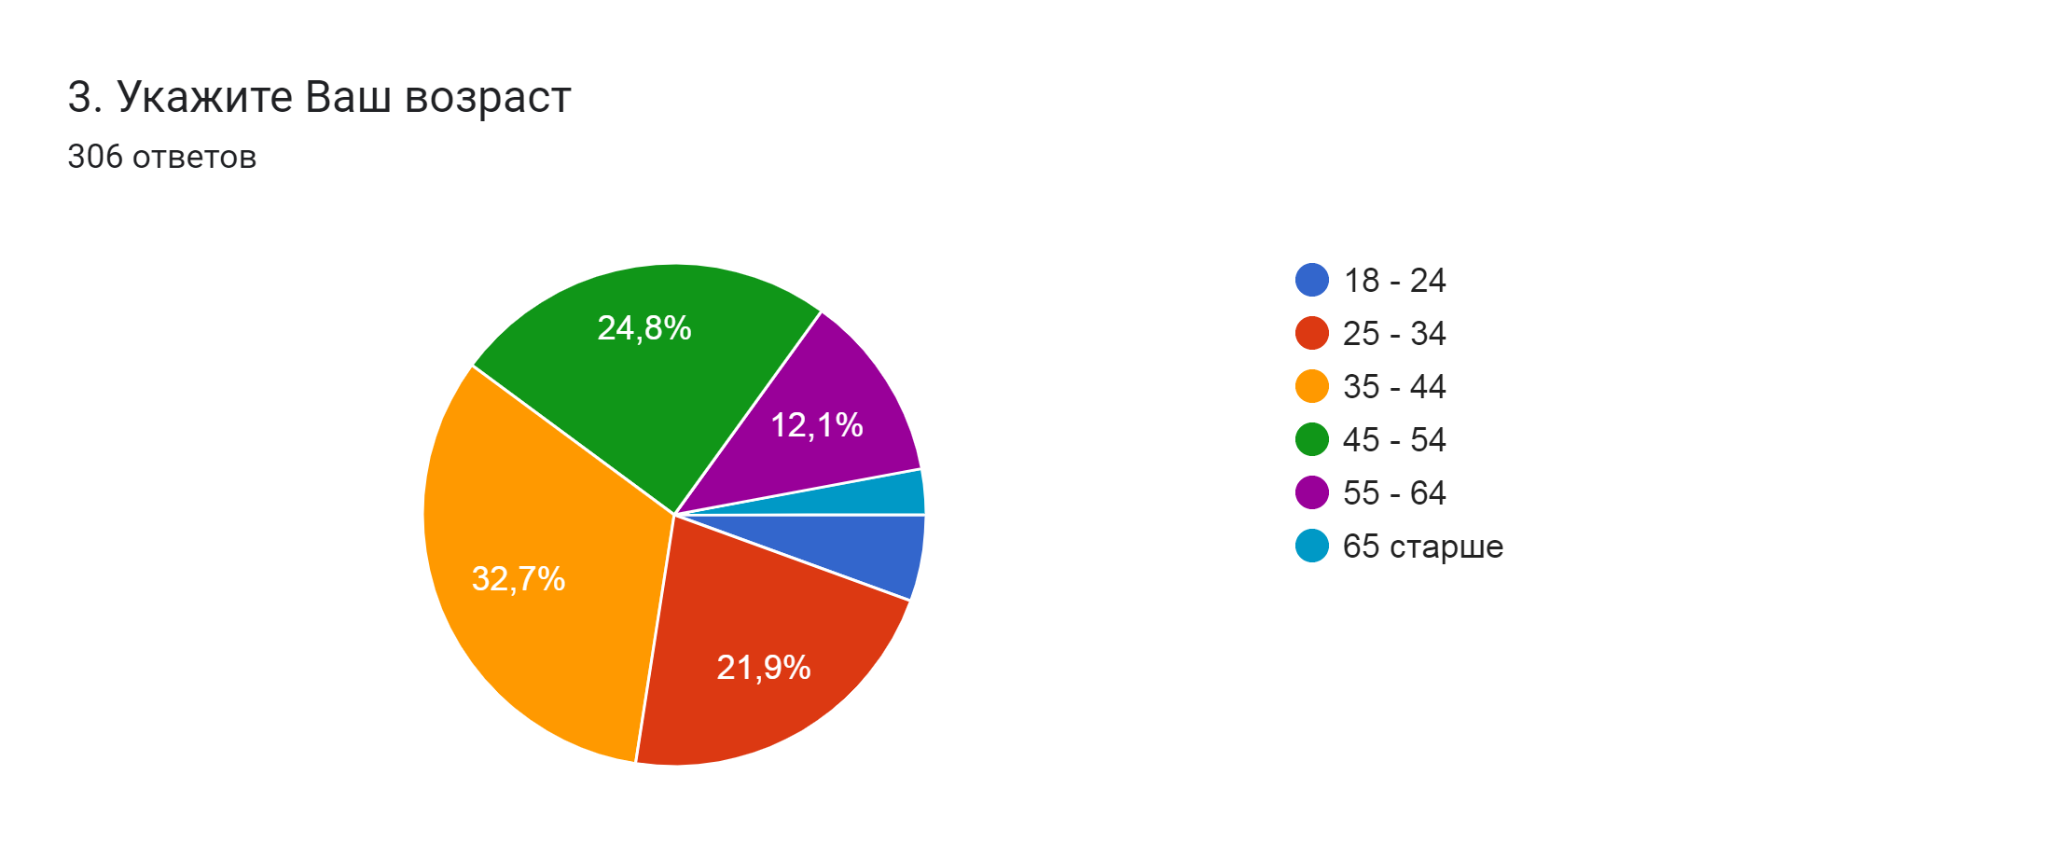 3. Укажите Ваш возраст
306 ответов
24,8%
12,1%
32,7%
21,9%
18 - 24
25 - 34
35 - 44
45 - 54
55 - 64
65 старше